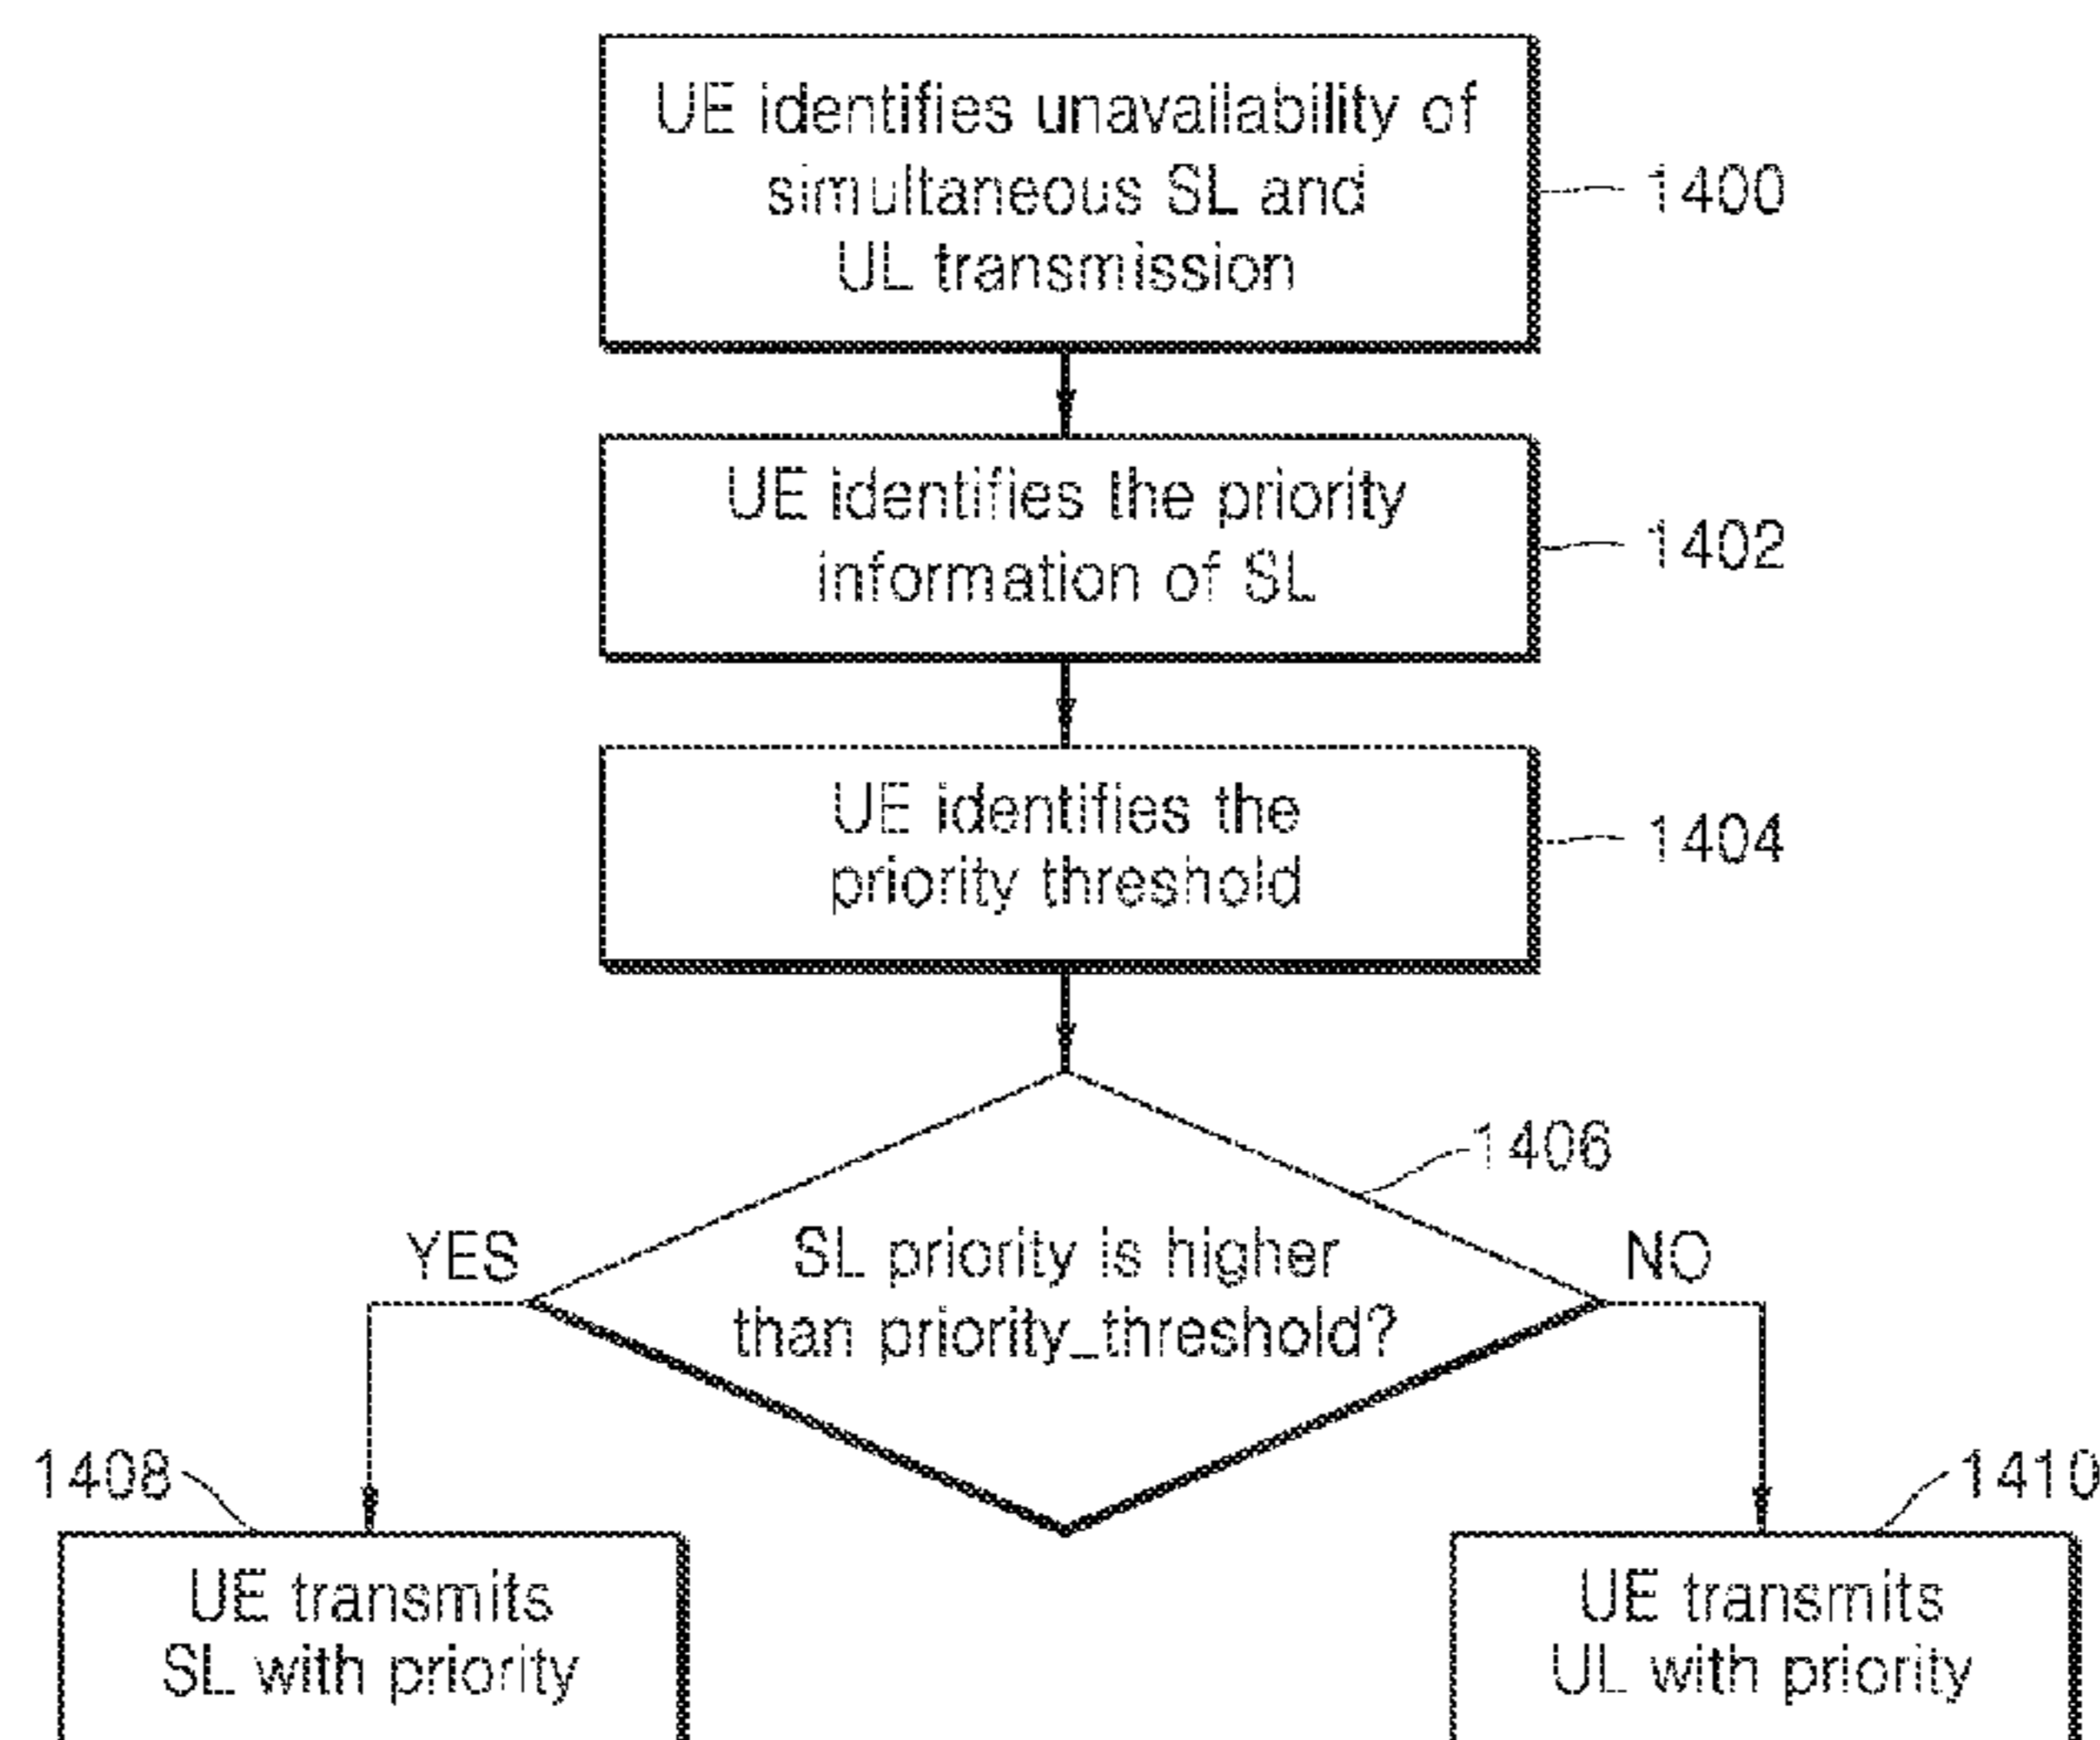 UE identifies unavailability of
simultaneous SL and
UL transmission
1400
UE identifies the priority
information of SL
1402
UE identifies the
priority threshold
1404
1406
YES
SL priority is higher
than priority_threshold?
NO
1408
1410
UE transmits
SL with priority
UE transmits
UL with priority